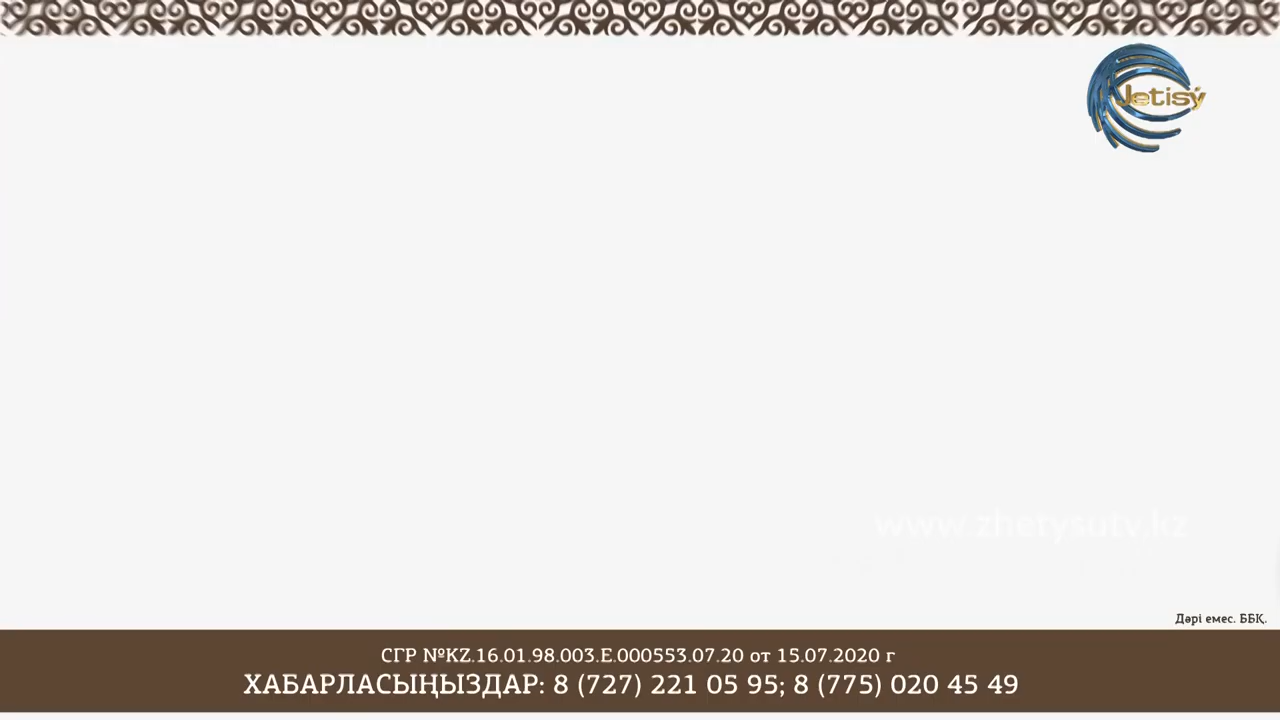 Jetisý
www.zhetysutv.kz
Дәрі емес. ББҚ.
СГР №KZ.16.01.98.003.E.000553.07.20 от 15.07.2020 г
ХАБАРЛАСЫҢЫЗДАР: 8 (727) 221 05 95; 8 (775) 020 45 49